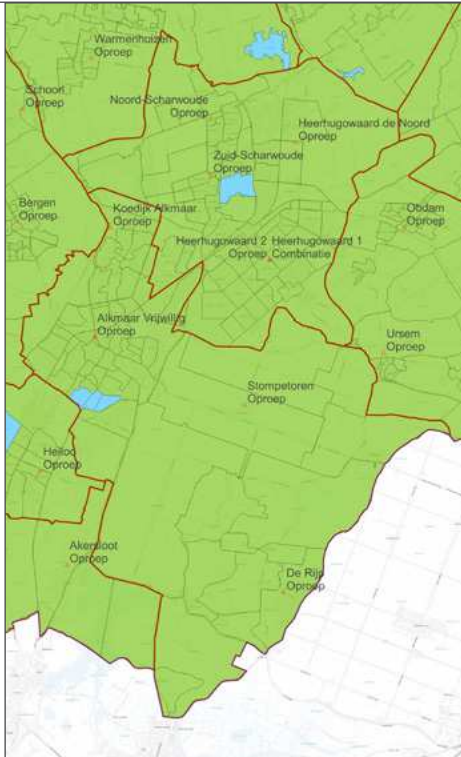 Warmenhuizen
Oproep
Schoorl
Oproep
Noord-Scharwoude
Oproep
Heerhugowaard de Noord
Oproep
Zuid-Scharwoude
Oproep
Bergen
Oproep
Koedijk Alkmaar
Oproep
Obdam
Oproep
Heerhugowaard 2
Oproep
Heerhugowaard 1
Combinatie
Alkmaar Vrijwillig
Oproep
Ursem
Oproep
Stompetoren
Oproep
Heiloo
Oproep
Akersloot
Oproep
De Rijp
Oproep